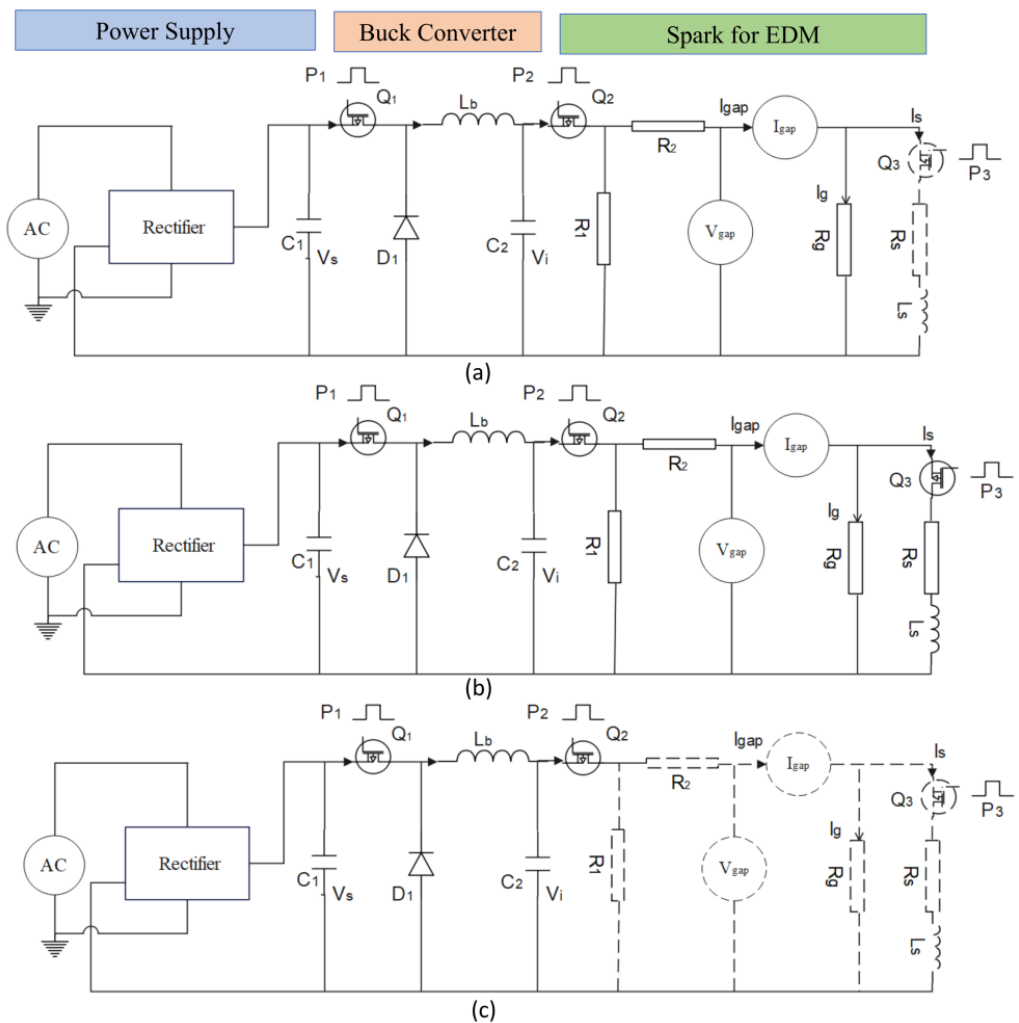 Power Supply Buck Converter Spark for EDM
P1 P2
Q1 Lb Q2 Igap Igap Is
R2 Q3 P3
AC Rectifier C1 Vs D1 C2 Vi R1 Vgap Ig Rg Rs
Ls
(a)
P1 P2
Q1 Lb Q2 Igap Igap Is
R2 Q3 P3
AC Rectifier C1 Vs D1 C2 Vi R1 Vgap Ig Rg Rs
Ls
(b)
P1 P2
Q1 Lb Q2 Igap Igap Is
R2 Q3 P3
AC Rectifier C1 Vs D1 C2 Vi R1 Vgap Ig Rg Rs
Ls
(c)